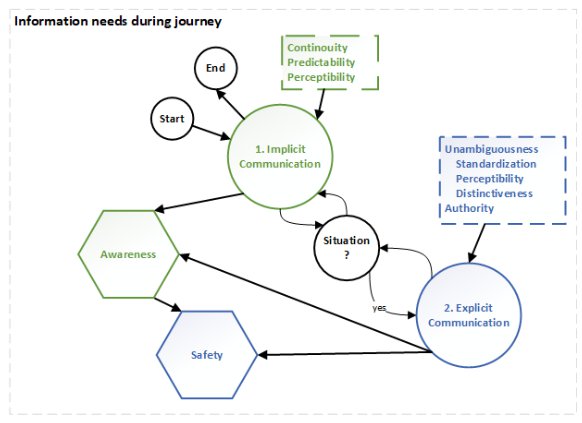 Information needs during journey
Continouity
Predictability
Perceptibility
End
Start
1. Implicit
Communication
Unambiguousness
Standardization
Perceptibility
Distinctiveness
Authority
Situation
?
Awareness
yes
2. Explicit
Communication
Safety